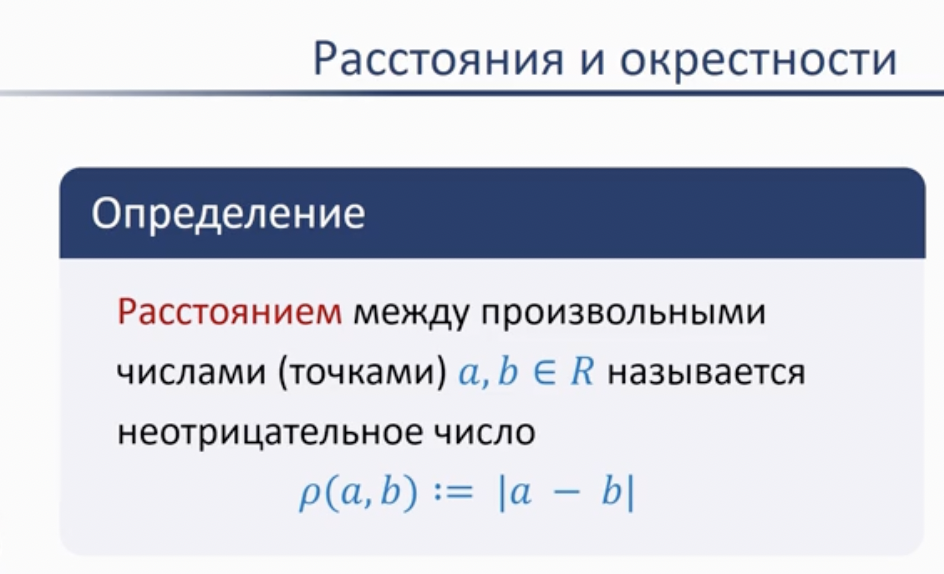 Расстояния и окрестности
Определение
Расстоянием между произвольными
числами (точками) a, b ∈ R называется
неотрицательное число
ρ(a, b) := |a − b|